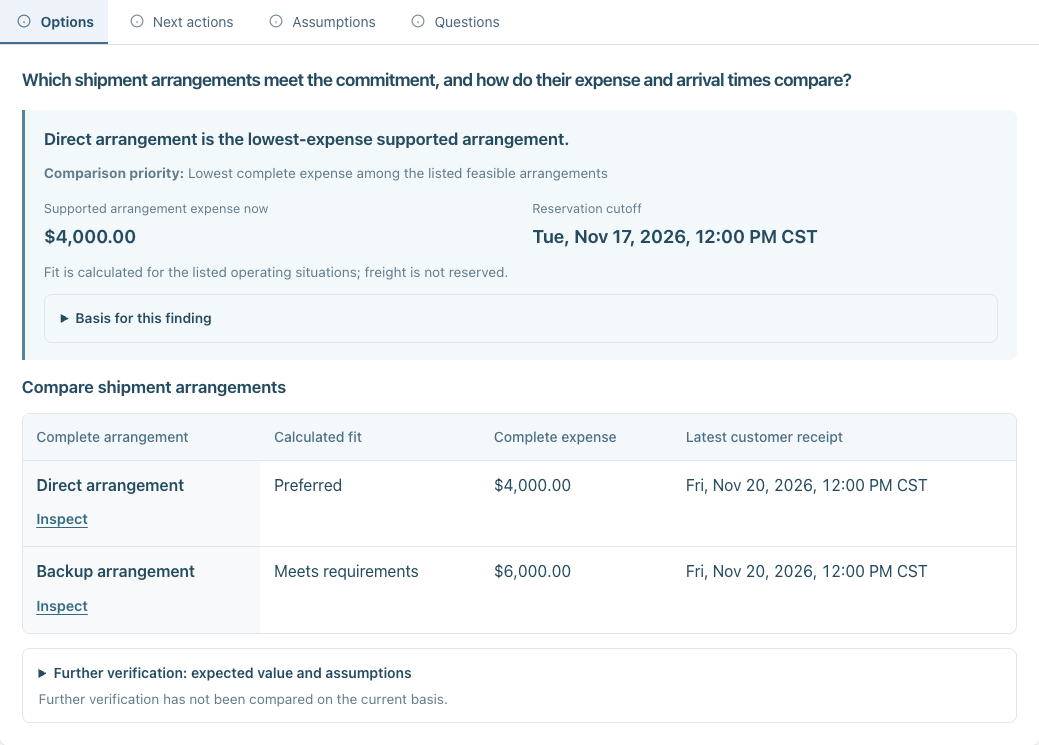 Options Next actions Assumptions Questions
Which shipment arrangements meet the commitment, and how do their expense and arrival times compare?
Direct arrangement is the lowest-expense supported arrangement.
Comparison priority: Lowest complete expense among the listed feasible arrangements
Supported arrangement expense now Reservation cutoff
$4,000.00 Tue, Nov 17, 2026, 12:00 PM CST
Fit is calculated for the listed operating situations; freight is not reserved.
Basis for this finding
Compare shipment arrangements
Complete arrangement Calculated fit Complete expense Latest customer receipt
Direct arrangement Preferred $4,000.00 Fri, Nov 20, 2026, 12:00 PM CST
Inspect
Backup arrangement Meets requirements $6,000.00 Fri, Nov 20, 2026, 12:00 PM CST
Inspect
Further verification: expected value and assumptions
Further verification has not been compared on the current basis.